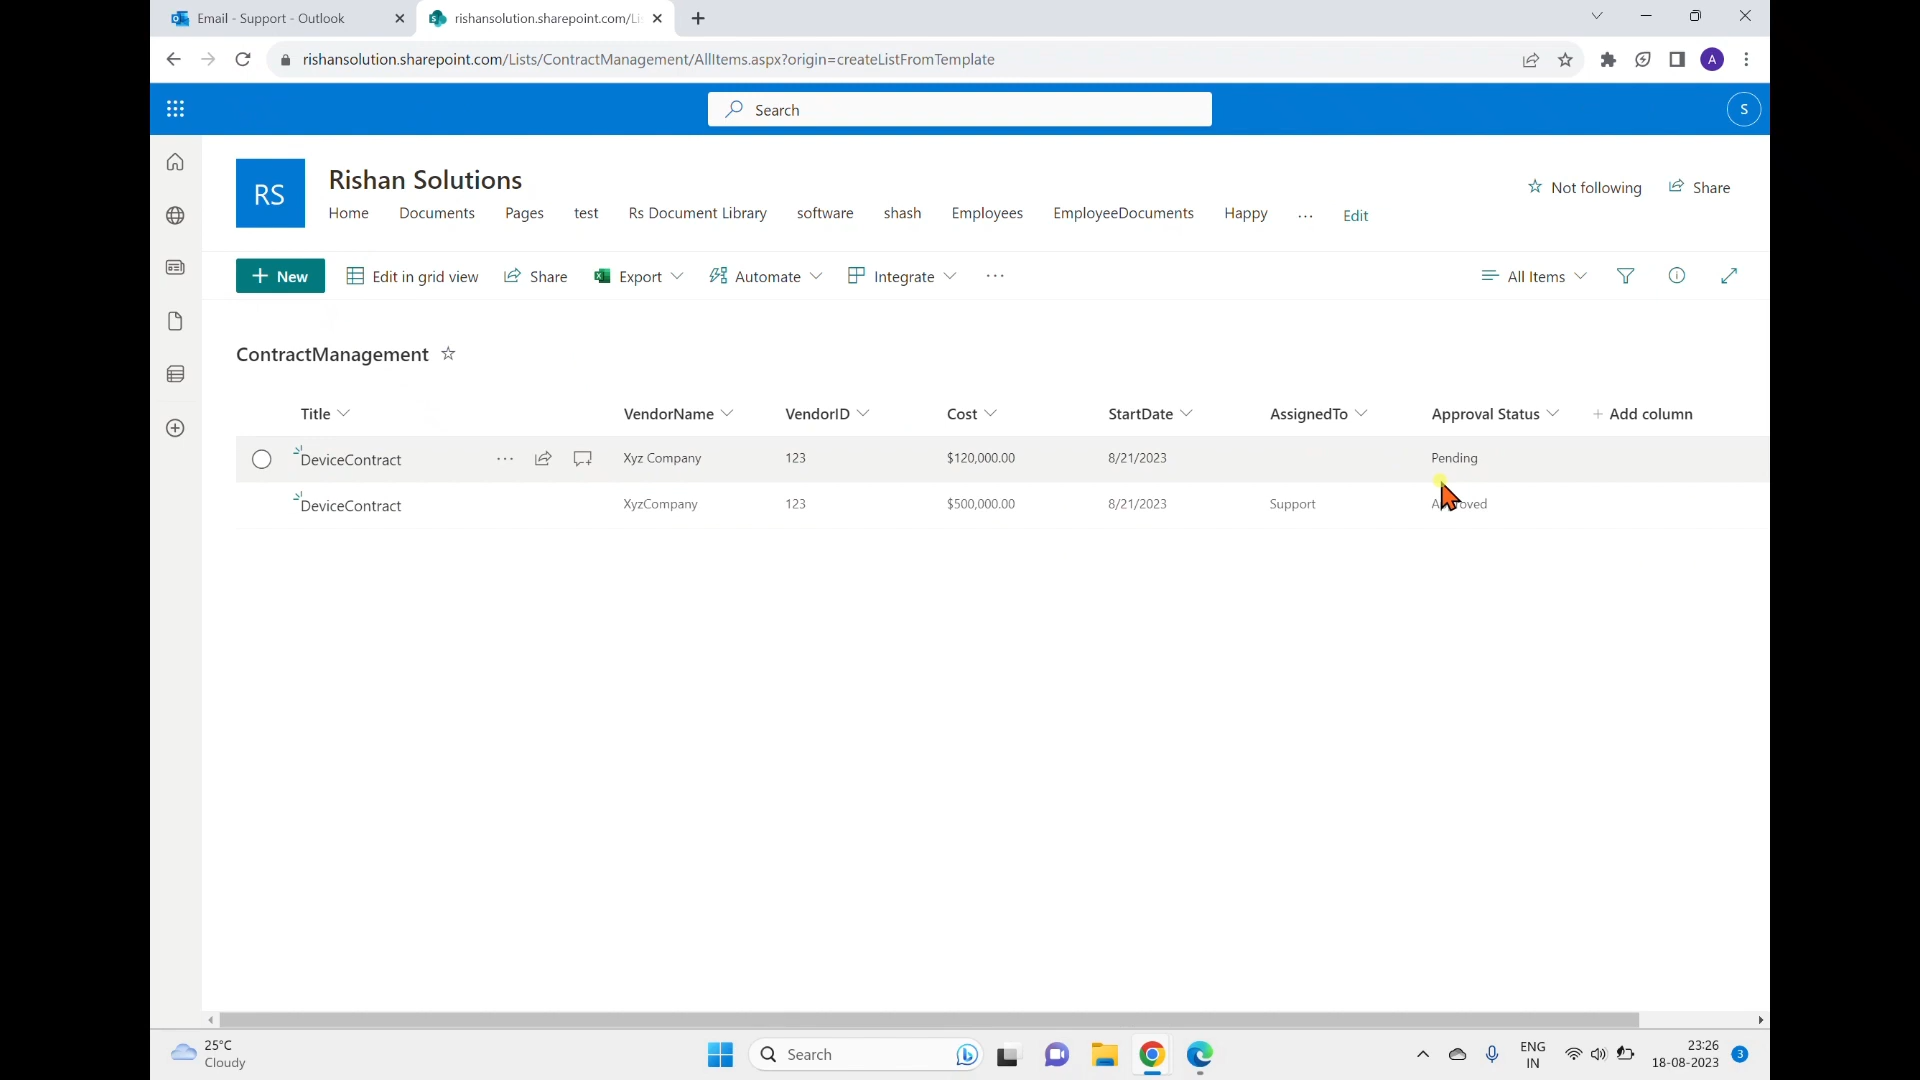 Email - Support - Outlook
rishansolution.sharepoint.com/Li
rishansolution.sharepoint.com/Lists/ContractManagement/AllItems.aspx?origin=createListFromTemplate
A
Search
S
RS
Rishan Solutions
Not following
Share
Home
Documents
Pages
test
Rs Document Library
software
shash
Employees
EmployeeDocuments
Happy
...
Edit
New
Edit in grid view
Share
Export
Automate
Integrate
...
All Items
ContractManagement
Title
VendorName
VendorID
Cost
StartDate
AssignedTo
Approval Status
Add column
DeviceContract
...
Xyz Company
123
$120,000.00
8/21/2023
Pending
DeviceContract
XyzCompany
123
$500,000.00
8/21/2023
Support
25°C
Cloudy
Search
ENG
IN
23:26
18-08-2023
3